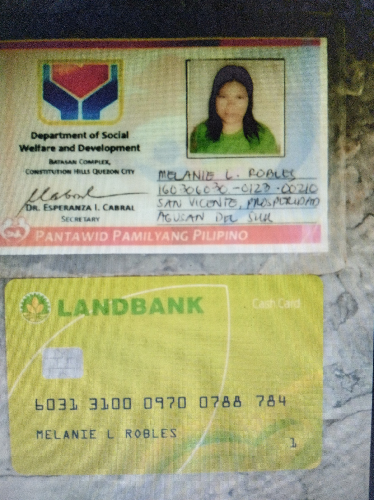 Department of Social
Welfare and Development
BATASAN COMPLEX,
CONSTITUTION HILLS QUEZON CITY
DR. ESPERANZA I. CABRAL
SECRETARY
MELANIE L. ROBLES
160306030-0123-00210
SAN VICENTE, PROSPERIDAD
AGUSAN DEL SUR
PANTAWID PAMILYANG PILIPINO
LANDBANK
Cash Card
6031 3100 0970 0788 784
MELANIE L ROBLES
1